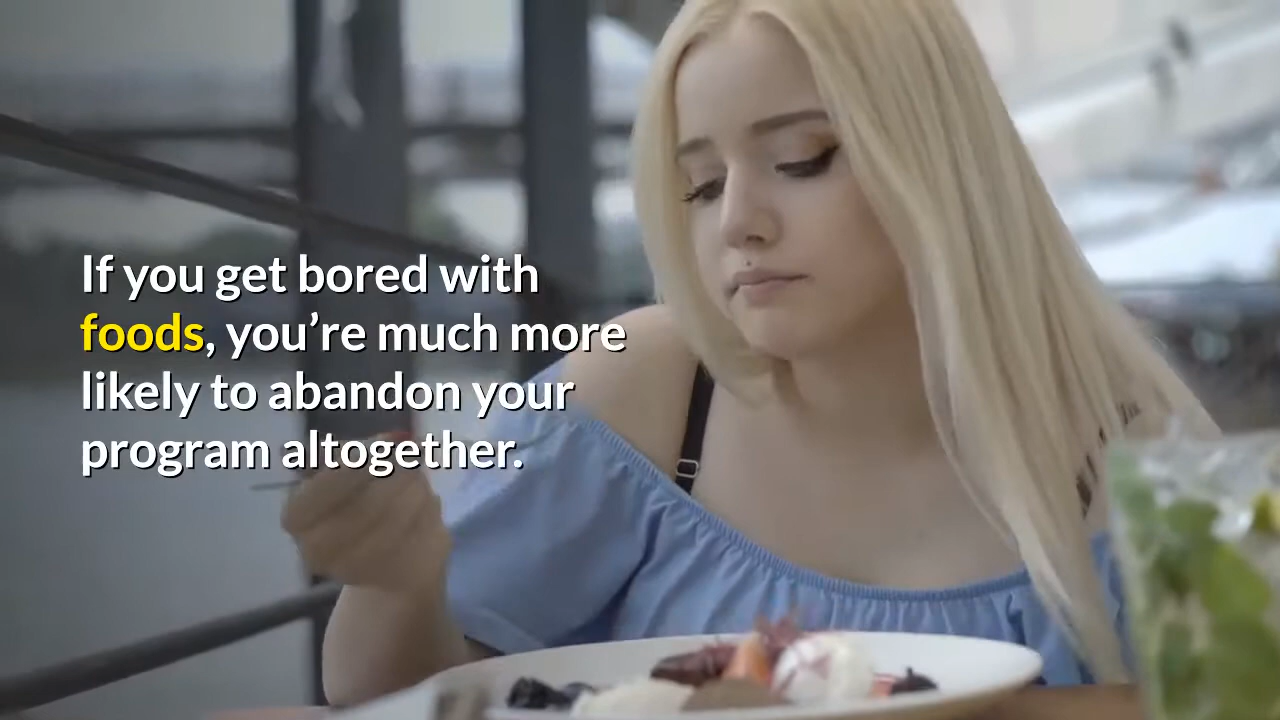 If you get bored with
foods, you’re much more
likely to abandon your
program altogether.